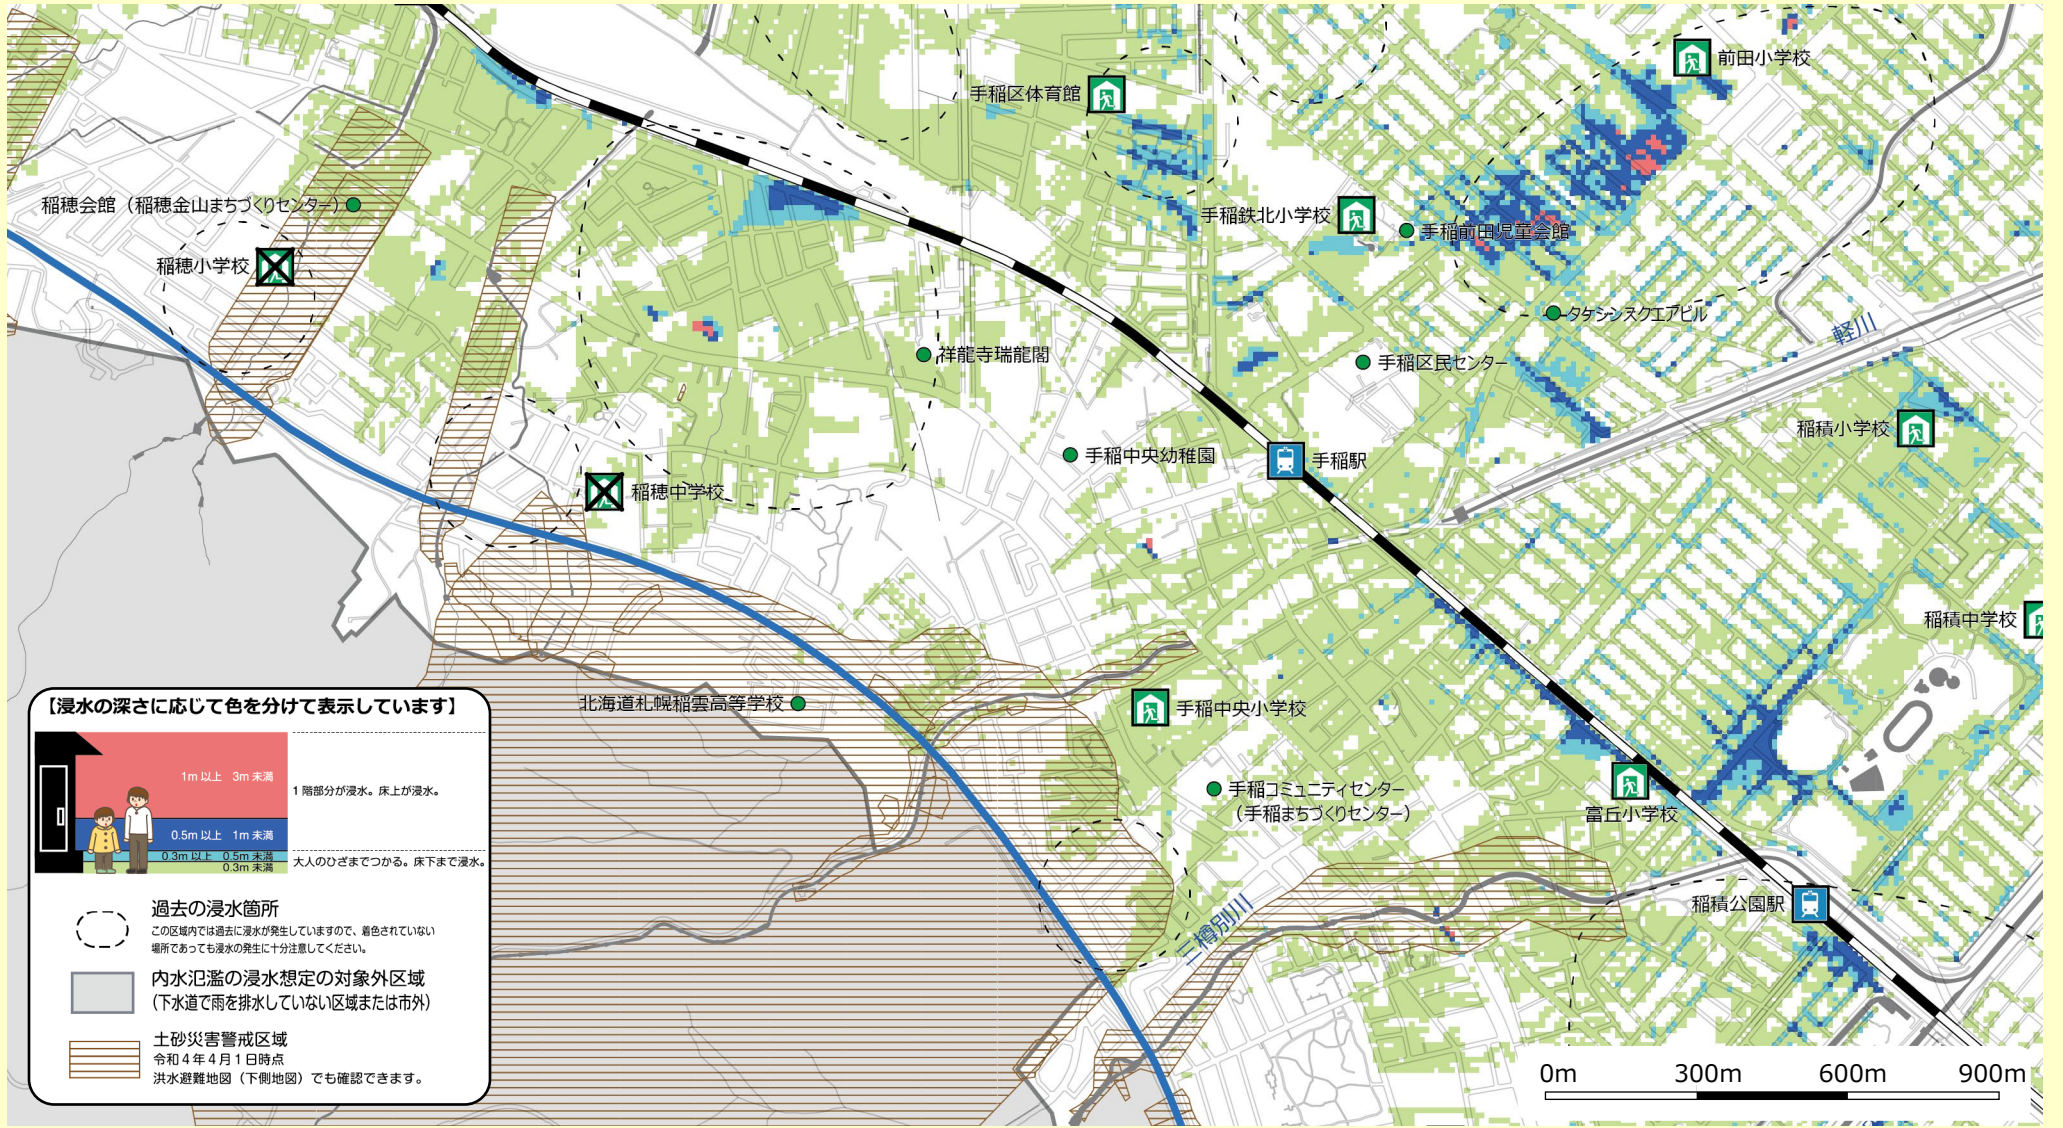 前田小学校
手稲区体育館
稲穂会館（稲穂金山まちづくりセンター）
手稲鉄北小学校
手稲前田児童会館
稲穂小学校
タケシンスクエアビル
軽川
祥龍寺瑞龍閣
手稲区民センター
稲積小学校
手稲中央幼稚園
手稲駅
稲穂中学校
稲積中学校
北海道札幌稲雲高等学校
手稲中央小学校
手稲コミュニティセンター
（手稲まちづくりセンター）
富丘小学校
三樽別川
稲積公園駅
【浸水の深さに応じて色を分けて表示しています】
1m 以上　3m 未満
1 階部分が浸水。床上が浸水。
0.5m 以上　1m 未満
0.3m 以上　0.5m 未満
0.3m 未満
大人のひざまでつかる。床下まで浸水。
過去の浸水箇所
この区域内では過去に浸水が発生していますので、着色されていない
場所であっても浸水の発生に十分注意してください。
内水氾濫の浸水想定の対象外区域
（下水道で雨を排水していない区域または市外）
土砂災害警戒区域
令和４年４月１日時点
洪水避難地図（下側地図）でも確認できます。
0m 300m 600m 900m